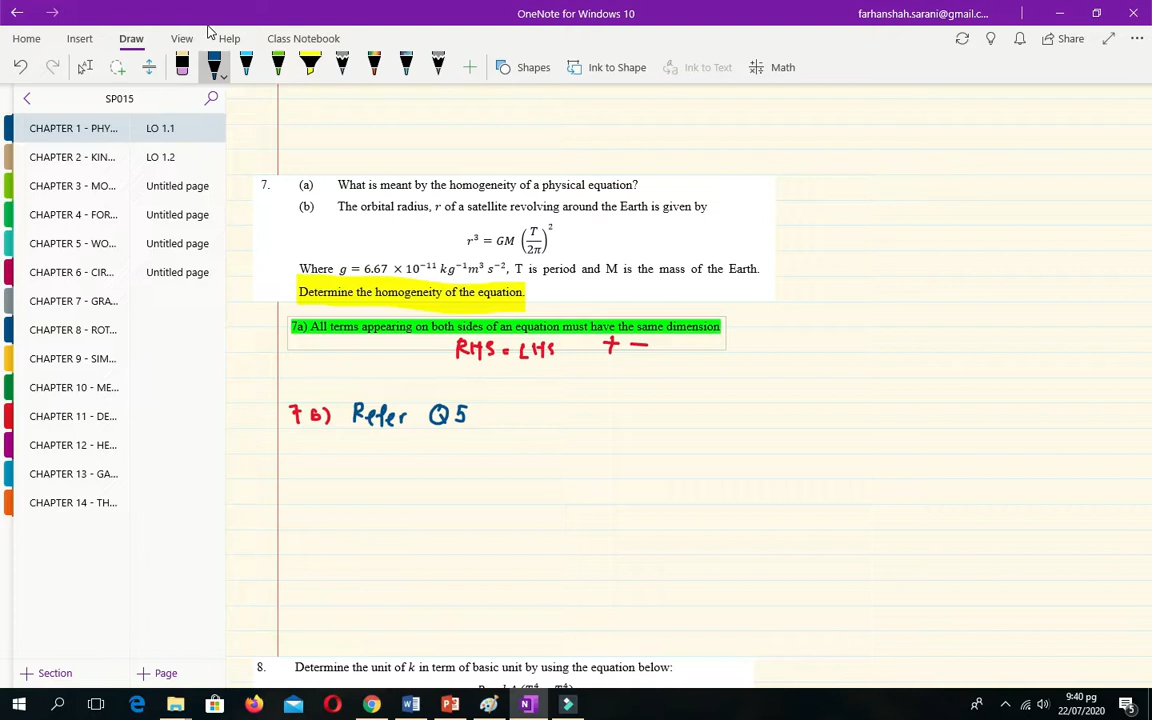 OneNote for Windows 10
farhanshah.sarani@gmail.c...
Home Insert Draw View Help Class Notebook
Share
Shapes Ink to Shape Ink to Text Math
SP015
CHAPTER 1 - PHY... LO 1.1
CHAPTER 2 - KIN... LO 1.2
CHAPTER 3 - MO... Untitled page
CHAPTER 4 - FOR... Untitled page
CHAPTER 5 - WO... Untitled page
CHAPTER 6 - CIR... Untitled page
CHAPTER 7 - GRA...
CHAPTER 8 - ROT...
CHAPTER 9 - SIM...
CHAPTER 10 - ME...
CHAPTER 11 - DE...
CHAPTER 12 - HE...
CHAPTER 13 - GA...
CHAPTER 14 - TH...
Section Page
7. (a) What is meant by the homogeneity of a physical equation?
(b) The orbital radius, r of a satellite revolving around the Earth is given by
r³ = GM (T/2π)²
Where g = 6.67 × 10⁻¹¹ kg⁻¹m³ s⁻², T is period and M is the mass of the Earth.
Determine the homogeneity of the equation.
7a) All terms appearing on both sides of an equation must have the same dimension
RHS = LHS + −
7 b) Refer Q5
8. Determine the unit of k in term of basic unit by using the equation below:
9:40 pg
22/07/2020
5